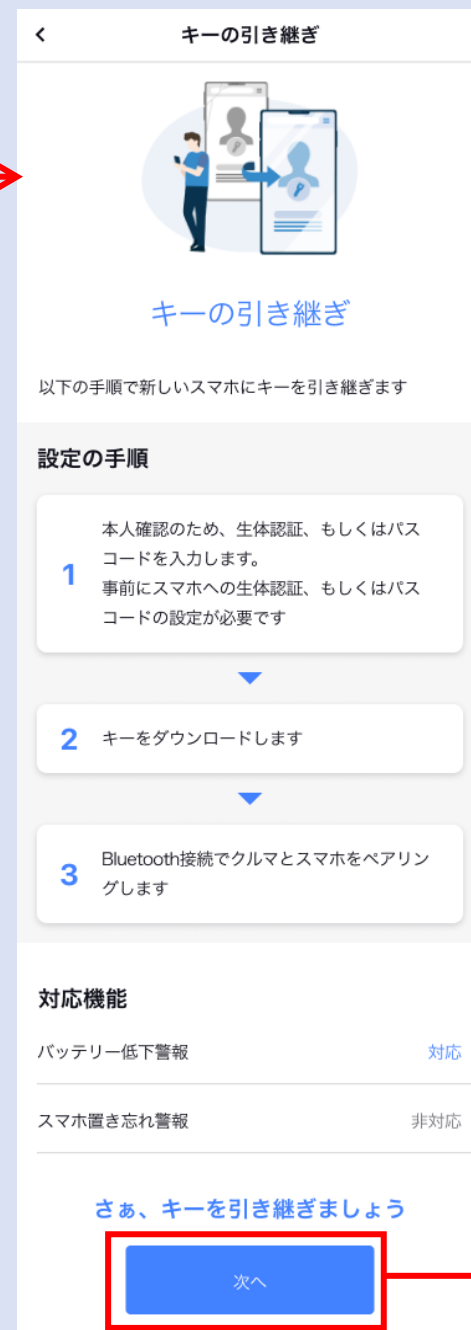 キーの引き継ぎ
キーの引き継ぎ
以下の手順で新しいスマホにキーを引き継ぎます
設定の手順
1
本人確認のため、生体認証、もしくはパス
コードを入力します。
事前にスマホへの生体認証、もしくはパス
コードの設定が必要です
2
キーをダウンロードします
3
Bluetooth接続でクルマとスマホをペアリン
グします
対応機能
バッテリー低下警報 対応
スマホ置き忘れ警報 非対応
さぁ、キーを引き継ぎましょう
次へ